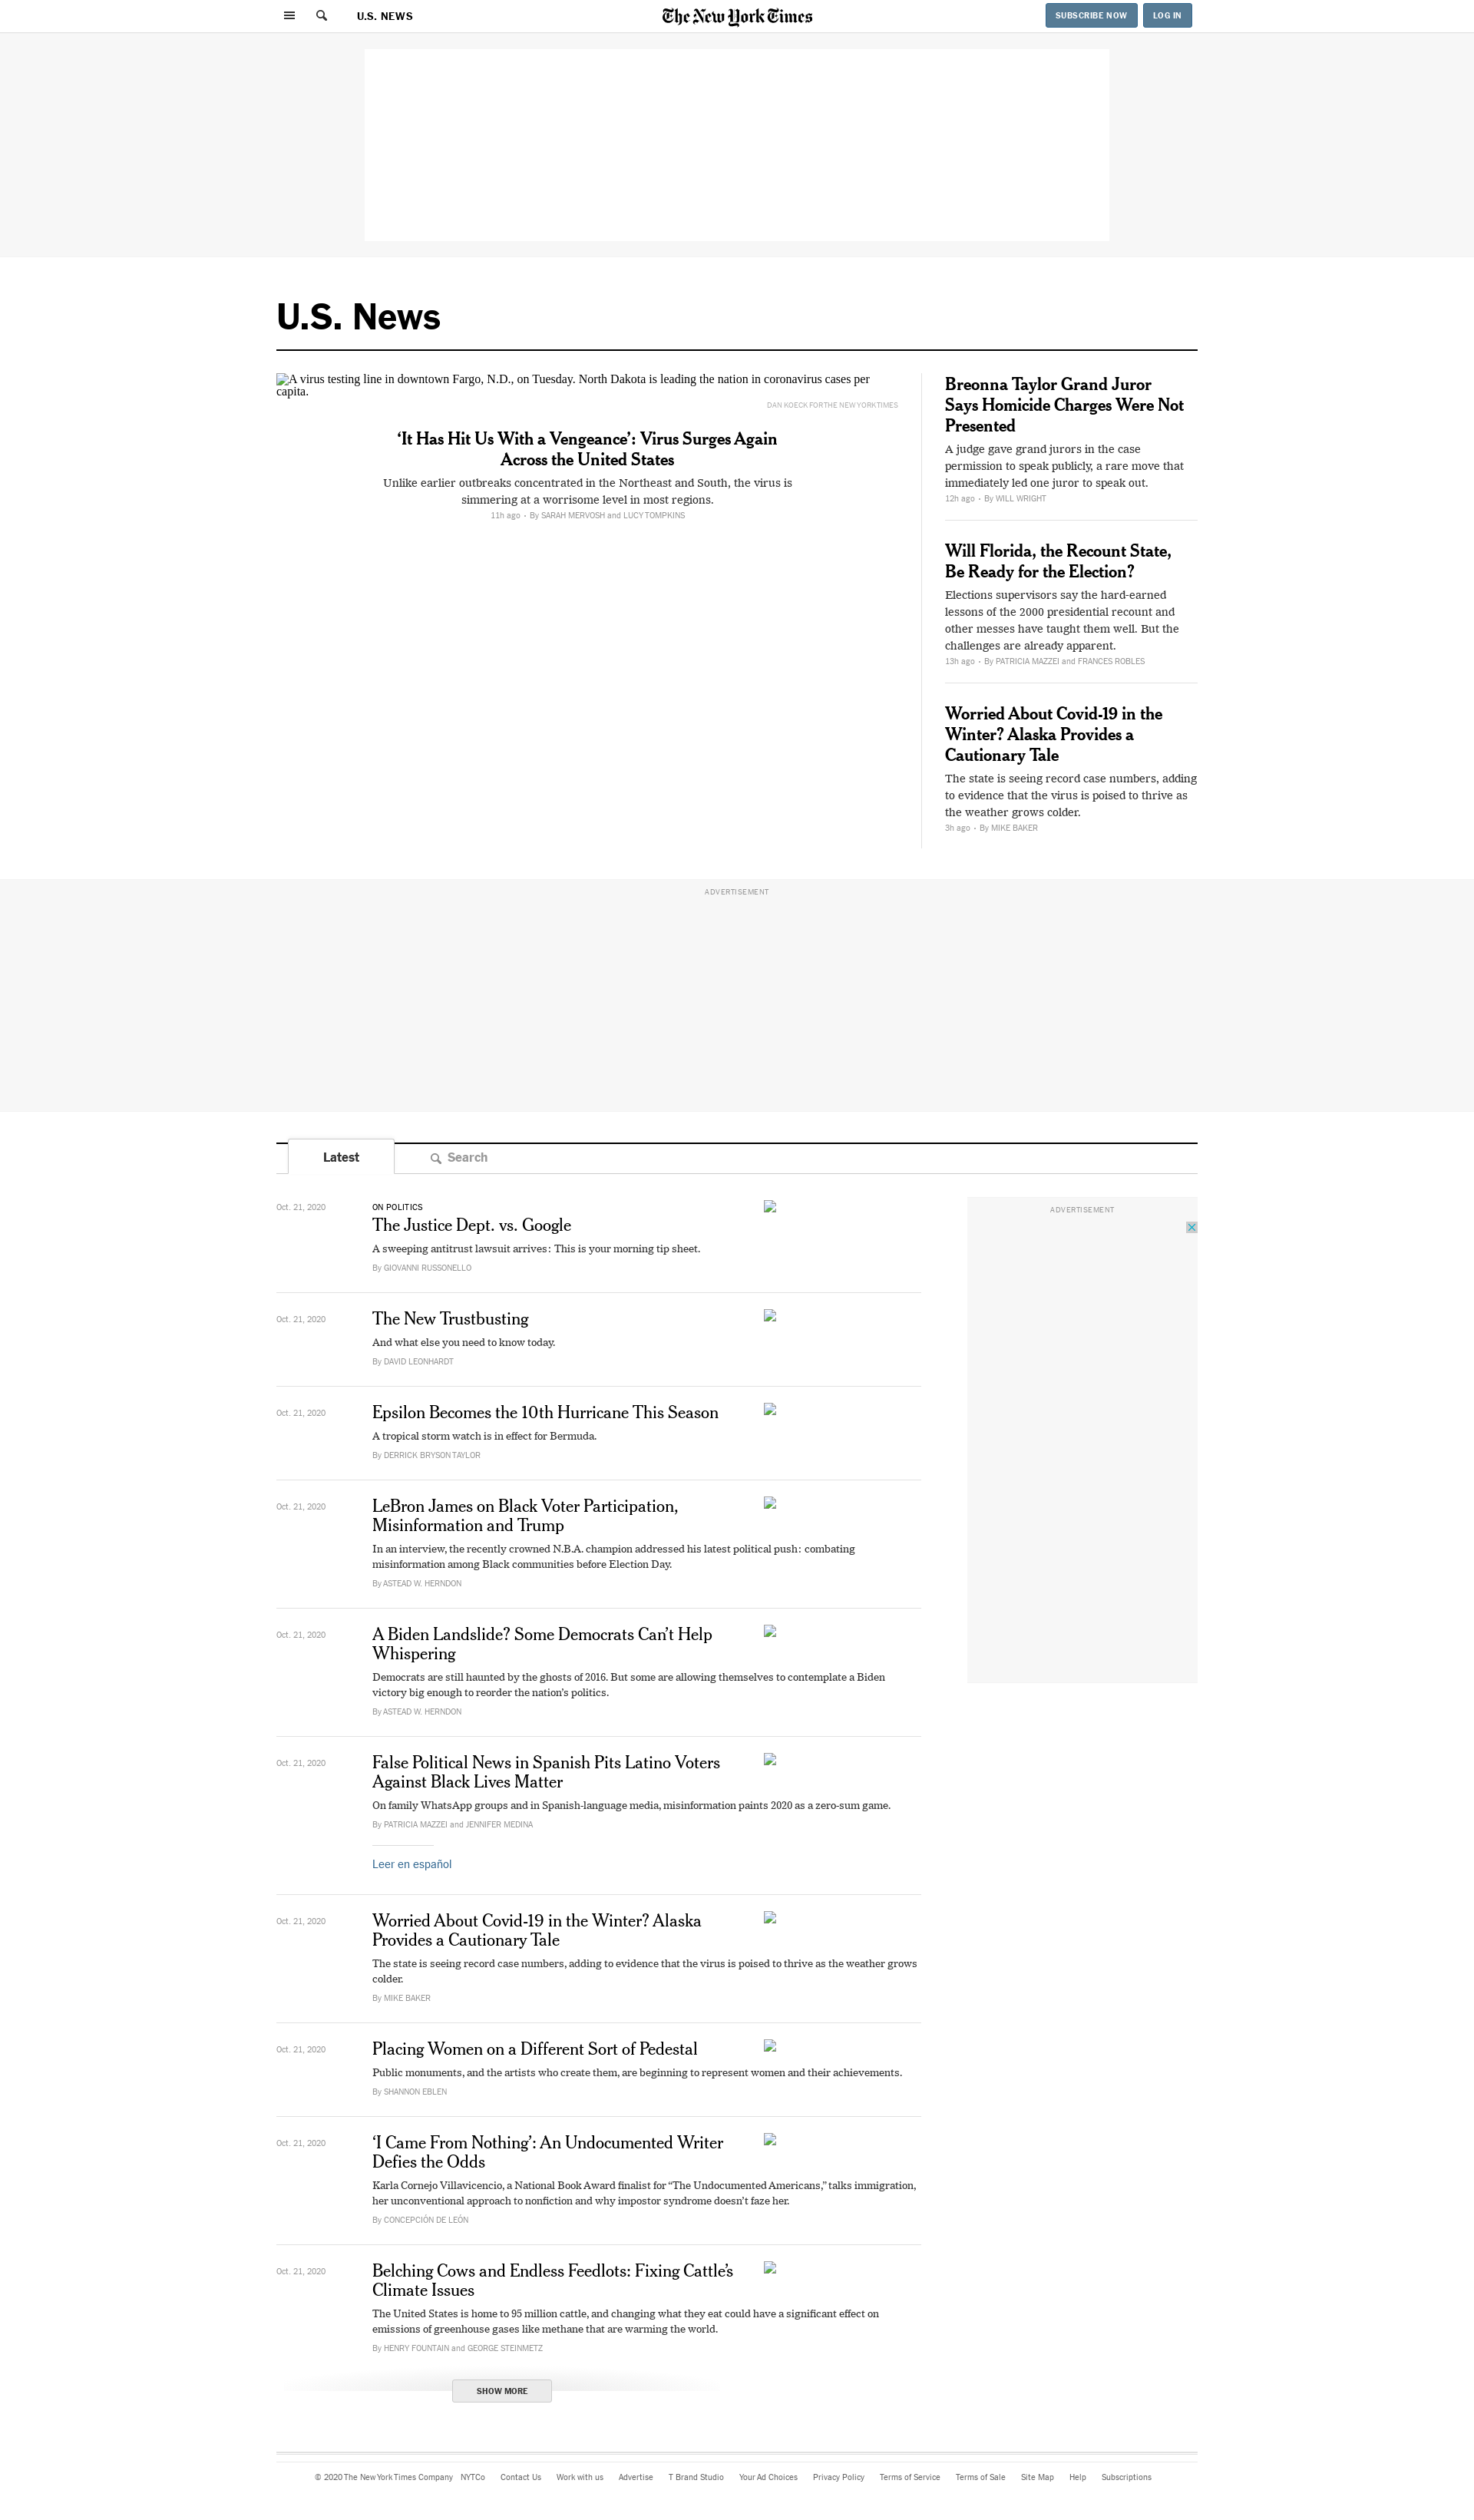 U.S. NEWS
The New York Times
SUBSCRIBE NOW
LOG IN
U.S. News
A virus testing line in downtown Fargo, N.D., on Tuesday. North Dakota is leading the nation in coronavirus cases per
capita.
DAN KOECK FOR THE NEW YORK TIMES
‘It Has Hit Us With a Vengeance’: Virus Surges Again
Across the United States
Unlike earlier outbreaks concentrated in the Northeast and South, the virus is
simmering at a worrisome level in most regions.
11h ago • By SARAH MERVOSH and LUCY TOMPKINS
Breonna Taylor Grand Juror
Says Homicide Charges Were Not
Presented
A judge gave grand jurors in the case
permission to speak publicly, a rare move that
immediately led one juror to speak out.
12h ago • By WILL WRIGHT
Will Florida, the Recount State,
Be Ready for the Election?
Elections supervisors say the hard-earned
lessons of the 2000 presidential recount and
other messes have taught them well. But the
challenges are already apparent.
13h ago • By PATRICIA MAZZEI and FRANCES ROBLES
Worried About Covid-19 in the
Winter? Alaska Provides a
Cautionary Tale
The state is seeing record case numbers, adding
to evidence that the virus is poised to thrive as
the weather grows colder.
3h ago • By MIKE BAKER
ADVERTISEMENT
Latest
Search
Oct. 21, 2020
ON POLITICS
The Justice Dept. vs. Google
A sweeping antitrust lawsuit arrives: This is your morning tip sheet.
By GIOVANNI RUSSONELLO
ADVERTISEMENT
Oct. 21, 2020
The New Trustbusting
And what else you need to know today.
By DAVID LEONHARDT
Oct. 21, 2020
Epsilon Becomes the 10th Hurricane This Season
A tropical storm watch is in effect for Bermuda.
By DERRICK BRYSON TAYLOR
Oct. 21, 2020
LeBron James on Black Voter Participation,
Misinformation and Trump
In an interview, the recently crowned N.B.A. champion addressed his latest political push: combating
misinformation among Black communities before Election Day.
By ASTEAD W. HERNDON
Oct. 21, 2020
A Biden Landslide? Some Democrats Can’t Help
Whispering
Democrats are still haunted by the ghosts of 2016. But some are allowing themselves to contemplate a Biden
victory big enough to reorder the nation’s politics.
By ASTEAD W. HERNDON
Oct. 21, 2020
False Political News in Spanish Pits Latino Voters
Against Black Lives Matter
On family WhatsApp groups and in Spanish-language media, misinformation paints 2020 as a zero-sum game.
By PATRICIA MAZZEI and JENNIFER MEDINA
Leer en español
Oct. 21, 2020
Worried About Covid-19 in the Winter? Alaska
Provides a Cautionary Tale
The state is seeing record case numbers, adding to evidence that the virus is poised to thrive as the weather grows
colder.
By MIKE BAKER
Oct. 21, 2020
Placing Women on a Different Sort of Pedestal
Public monuments, and the artists who create them, are beginning to represent women and their achievements.
By SHANNON EBLEN
Oct. 21, 2020
‘I Came From Nothing’: An Undocumented Writer
Defies the Odds
Karla Cornejo Villavicencio, a National Book Award finalist for “The Undocumented Americans,” talks immigration,
her unconventional approach to nonfiction and why impostor syndrome doesn’t faze her.
By CONCEPCIÓN DE LEÓN
Oct. 21, 2020
Belching Cows and Endless Feedlots: Fixing Cattle’s
Climate Issues
The United States is home to 95 million cattle, and changing what they eat could have a significant effect on
emissions of greenhouse gases like methane that are warming the world.
By HENRY FOUNTAIN and GEORGE STEINMETZ
SHOW MORE
© 2020 The New York Times Company NYTCo Contact Us Work with us Advertise T Brand Studio Your Ad Choices Privacy Policy Terms of Service Terms of Sale Site Map Help Subscriptions